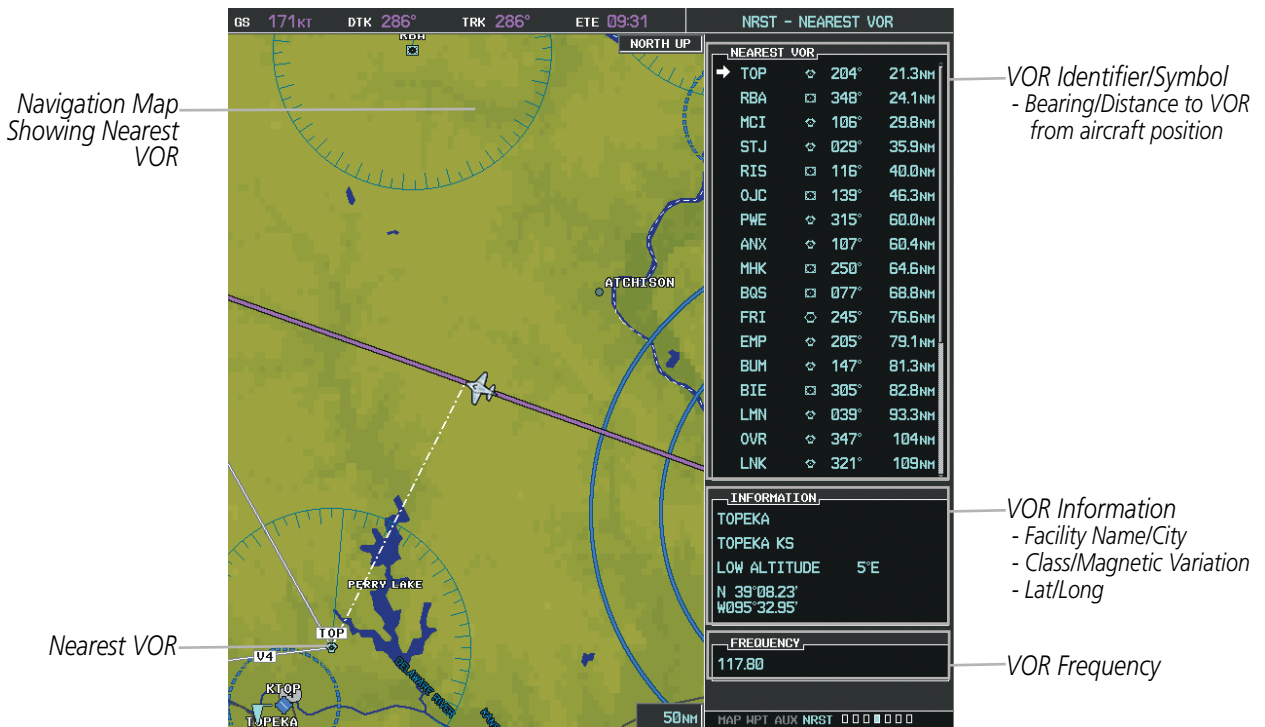 GS 171KT DTK 286° TRK 286° ETE 09:31 NRST - NEAREST VOR
RBA
NORTH UP
Navigation Map
Showing Nearest
VOR
ATCHISON
PERRY LAKE
TOP
V4
Nearest VOR
DELAWARE RIVER
KTOP
TOPEKA
50NM
NEAREST VOR
TOP 204° 21.3NM
RBA 348° 24.1NM
MCI 106° 29.8NM
STJ 029° 35.9NM
RIS 116° 40.0NM
OJC 139° 46.3NM
PWE 315° 60.0NM
ANX 107° 60.4NM
MHK 250° 64.6NM
BQS 077° 68.8NM
FRI 245° 76.6NM
EMP 205° 79.1NM
BUM 147° 81.3NM
BIE 305° 82.8NM
LMN 039° 93.3NM
OVR 347° 104NM
LNK 321° 109NM
VOR Identifier/Symbol
- Bearing/Distance to VOR
from aircraft position
INFORMATION
TOPEKA
TOPEKA KS
LOW ALTITUDE 5°E
N 39°08.23'
W095°32.95'
VOR Information
- Facility Name/City
- Class/Magnetic Variation
- Lat/Long
FREQUENCY
117.80
VOR Frequency
MAP WPT AUX NRST